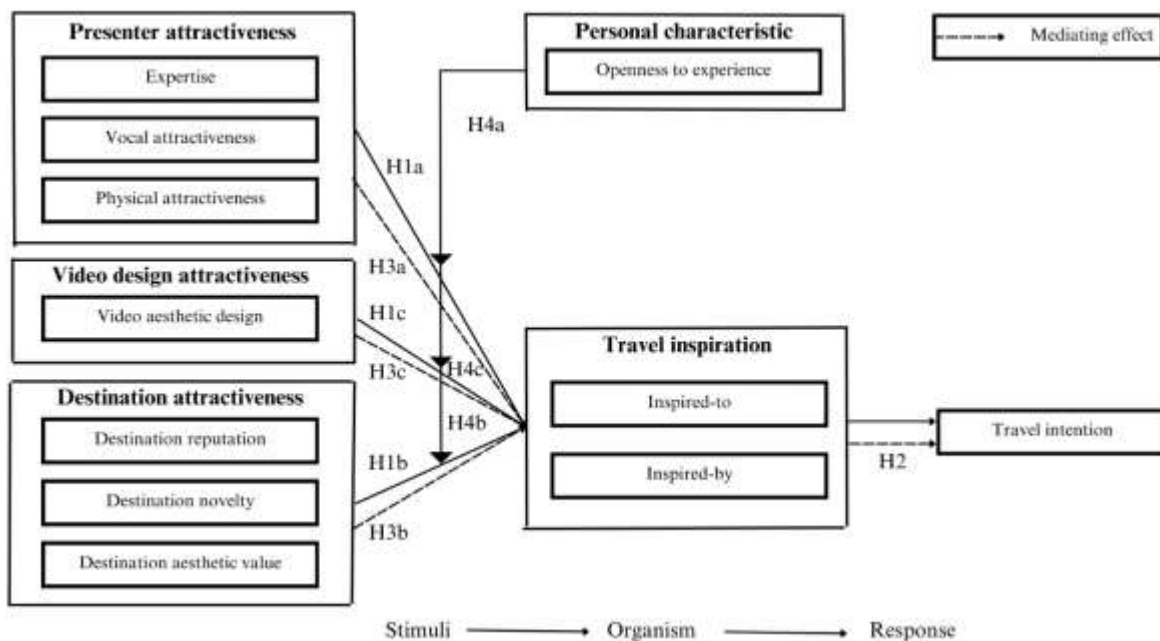 Presenter attractiveness
Expertise
Vocal attractiveness
Physical attractiveness
Video design attractiveness
Video aesthetic design
Destination attractiveness
Destination reputation
Destination novelty
Destination aesthetic value
Personal characteristic
Openness to experience
Mediating effect
H4a
H1a
H3a
H1c
H3c
H4c
H4b
H1b
H3b
Travel inspiration
Inspired-to
Inspired-by
H2
Travel intention
Stimuli
Organism
Response